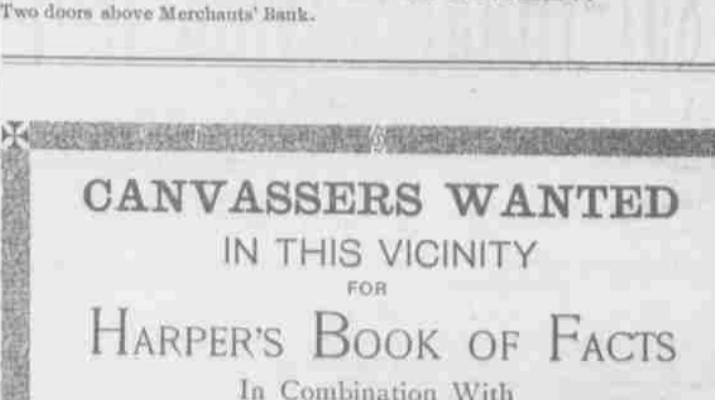 Two doors above Merchants' Bank.
CANVASSERS WANTED
IN THIS VICINITY
FOR
HARPER'S BOOK OF FACTS
In Combination With